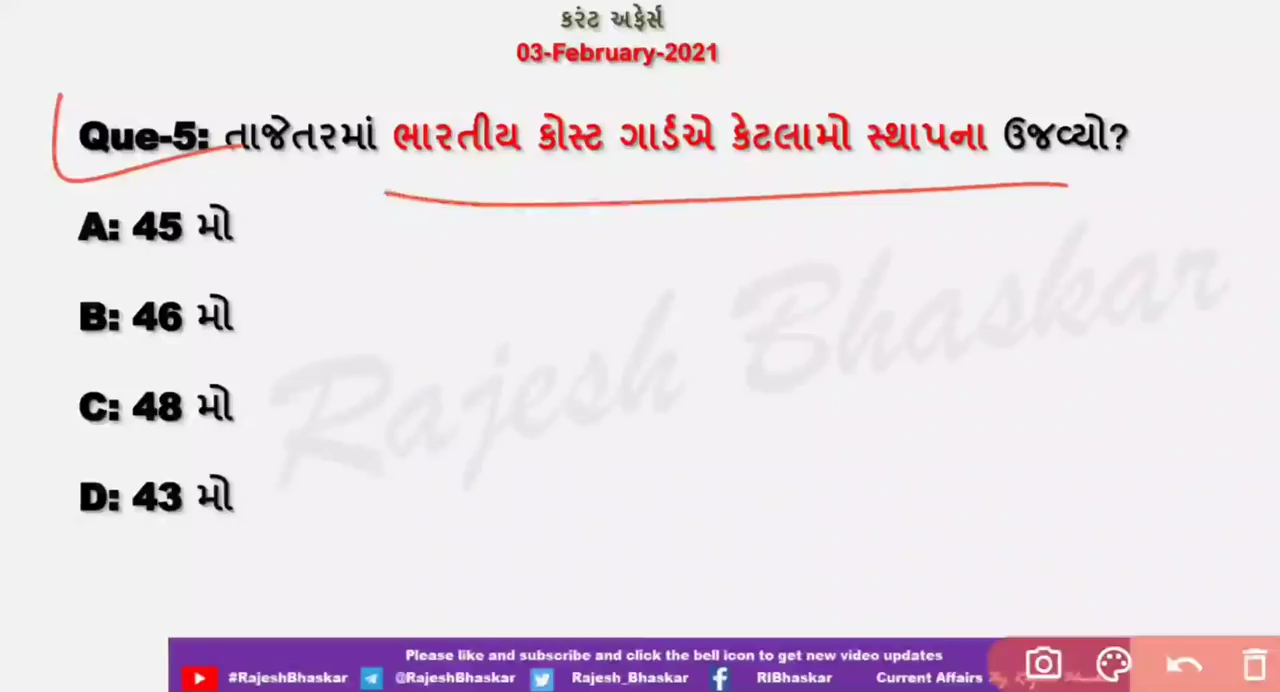 કરંટ અફેર્સ
03-February-2021
Que-5: તાજેતરમાં ભારતીય કોસ્ટ ગાર્ડએ કેટલામો સ્થાપના ઉજવ્યો?
A: 45 મો
B: 46 મો
C: 48 મો
D: 43 મો
Rajesh Bhaskar
Please like and subscribe and click the bell icon to get new video updates
#RajeshBhaskar @RajeshBhaskar Rajesh_Bhaskar RIBhaskar Current Affairs By